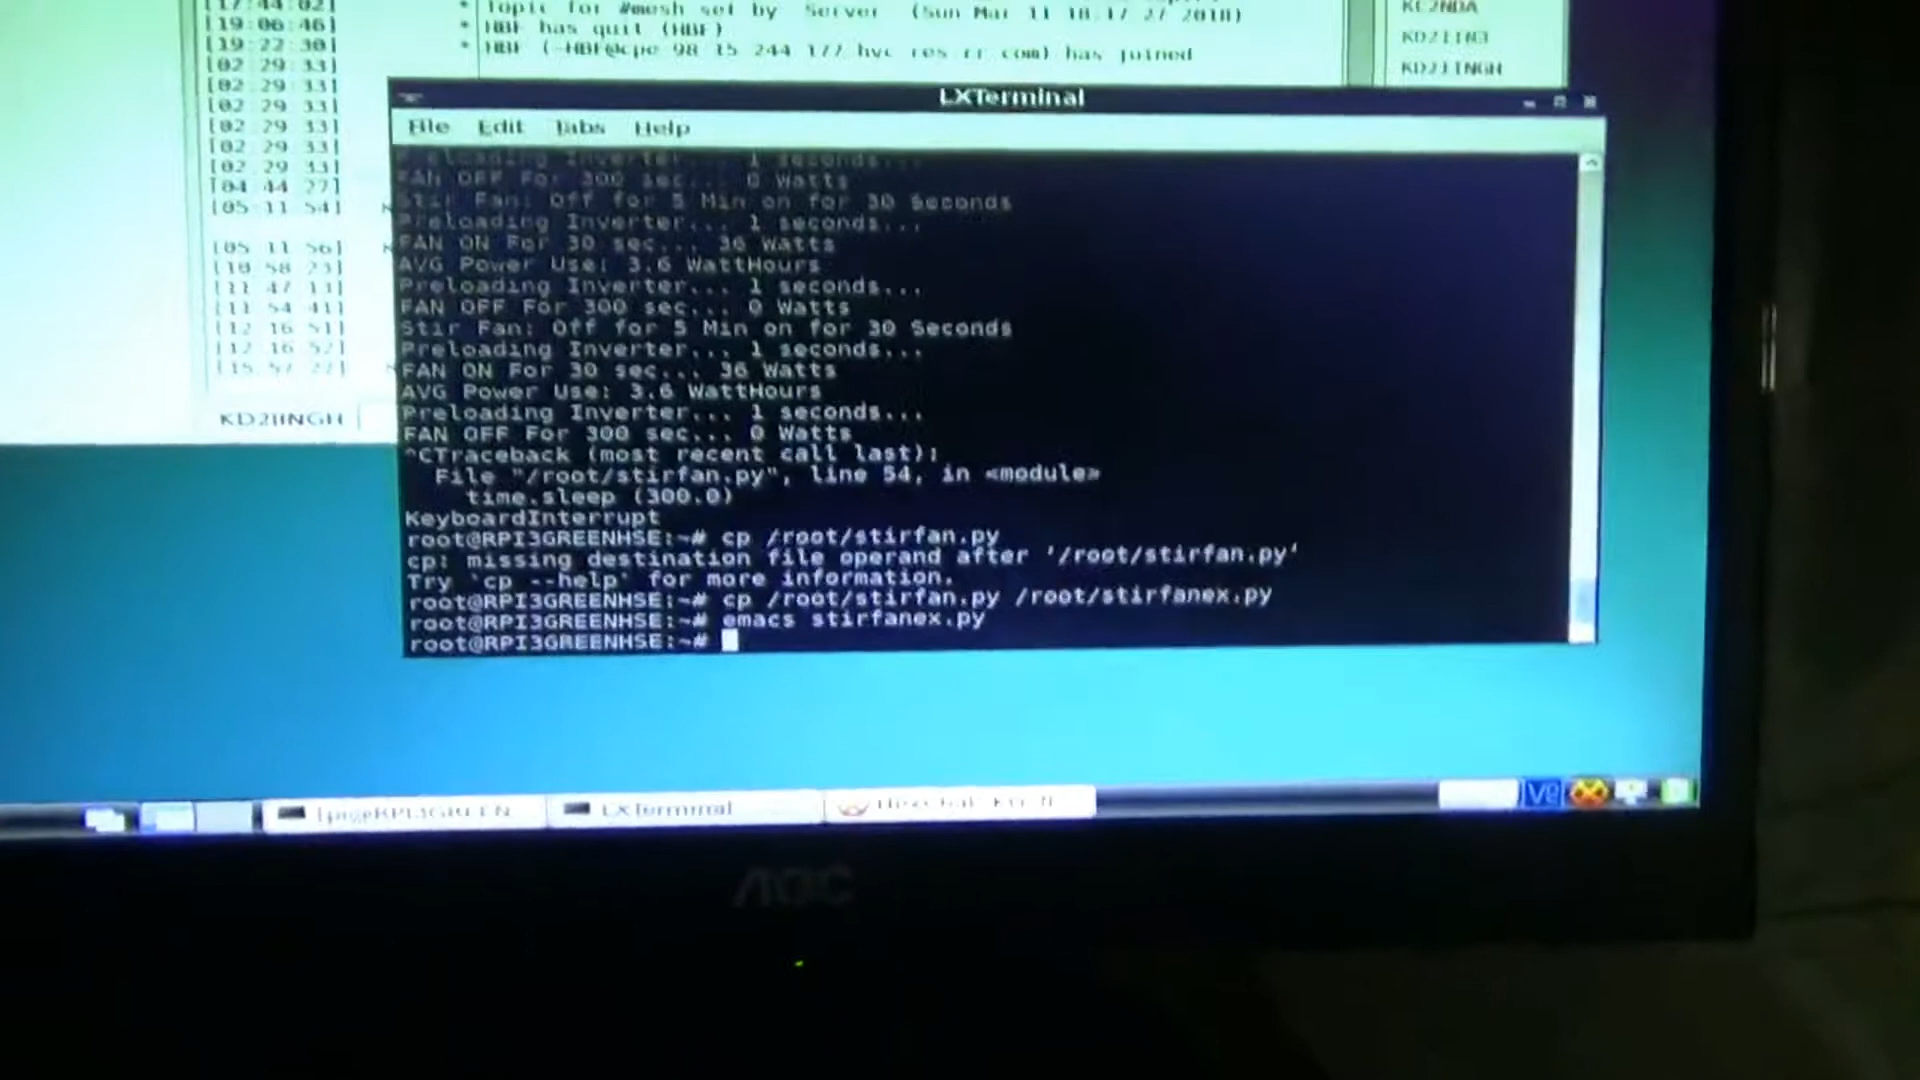 [17:44:02] * Topic for #mesh set by Server (Sun Mar 11 18:17:27 2018)
[19:06:46] * HBF has quit (HBF)
[19:22:30] * HBF (~HBF@cpe 98 15 244 177 hvc res rr com) has joined
[02 29 33]
[02 29 33]
[02 29 33]
[02 29 33]
[02 29 33]
[02 29 33]
[04 44 27]
[05 11 54]
[05 11 56]
[10 58 23]
[11 47 13]
[11 54 41]
[12 16 51]
[12 16 52]
[15 57 27]
KD2IINGH
KC2NDA
KD2IIN3
KD2IINGH
LXTerminal
File Edit Tabs Help
Preloading Inverter... 1 seconds...
FAN OFF For 300 sec... 0 Watts
Stir Fan: Off for 5 Min on for 30 Seconds
Preloading Inverter... 1 seconds...
FAN ON For 30 sec... 36 Watts
AVG Power Use: 3.6 WattHours
Preloading Inverter... 1 seconds...
FAN OFF For 300 sec... 0 Watts
Stir Fan: Off for 5 Min on for 30 Seconds
Preloading Inverter... 1 seconds...
FAN ON For 30 sec... 36 Watts
AVG Power Use: 3.6 WattHours
Preloading Inverter... 1 seconds...
FAN OFF For 300 sec... 0 Watts
^CTraceback (most recent call last):
File "/root/stirfan.py", line 54, in <module>
time.sleep (300.0)
KeyboardInterrupt
root@RPI3GREENHSE:~# cp /root/stirfan.py
cp: missing destination file operand after '/root/stirfan.py'
Try 'cp --help' for more information.
root@RPI3GREENHSE:~# cp /root/stirfan.py /root/stirfanex.py
root@RPI3GREENHSE:~# emacs stirfanex.py
root@RPI3GREENHSE:~#
LXTerminal
AOC